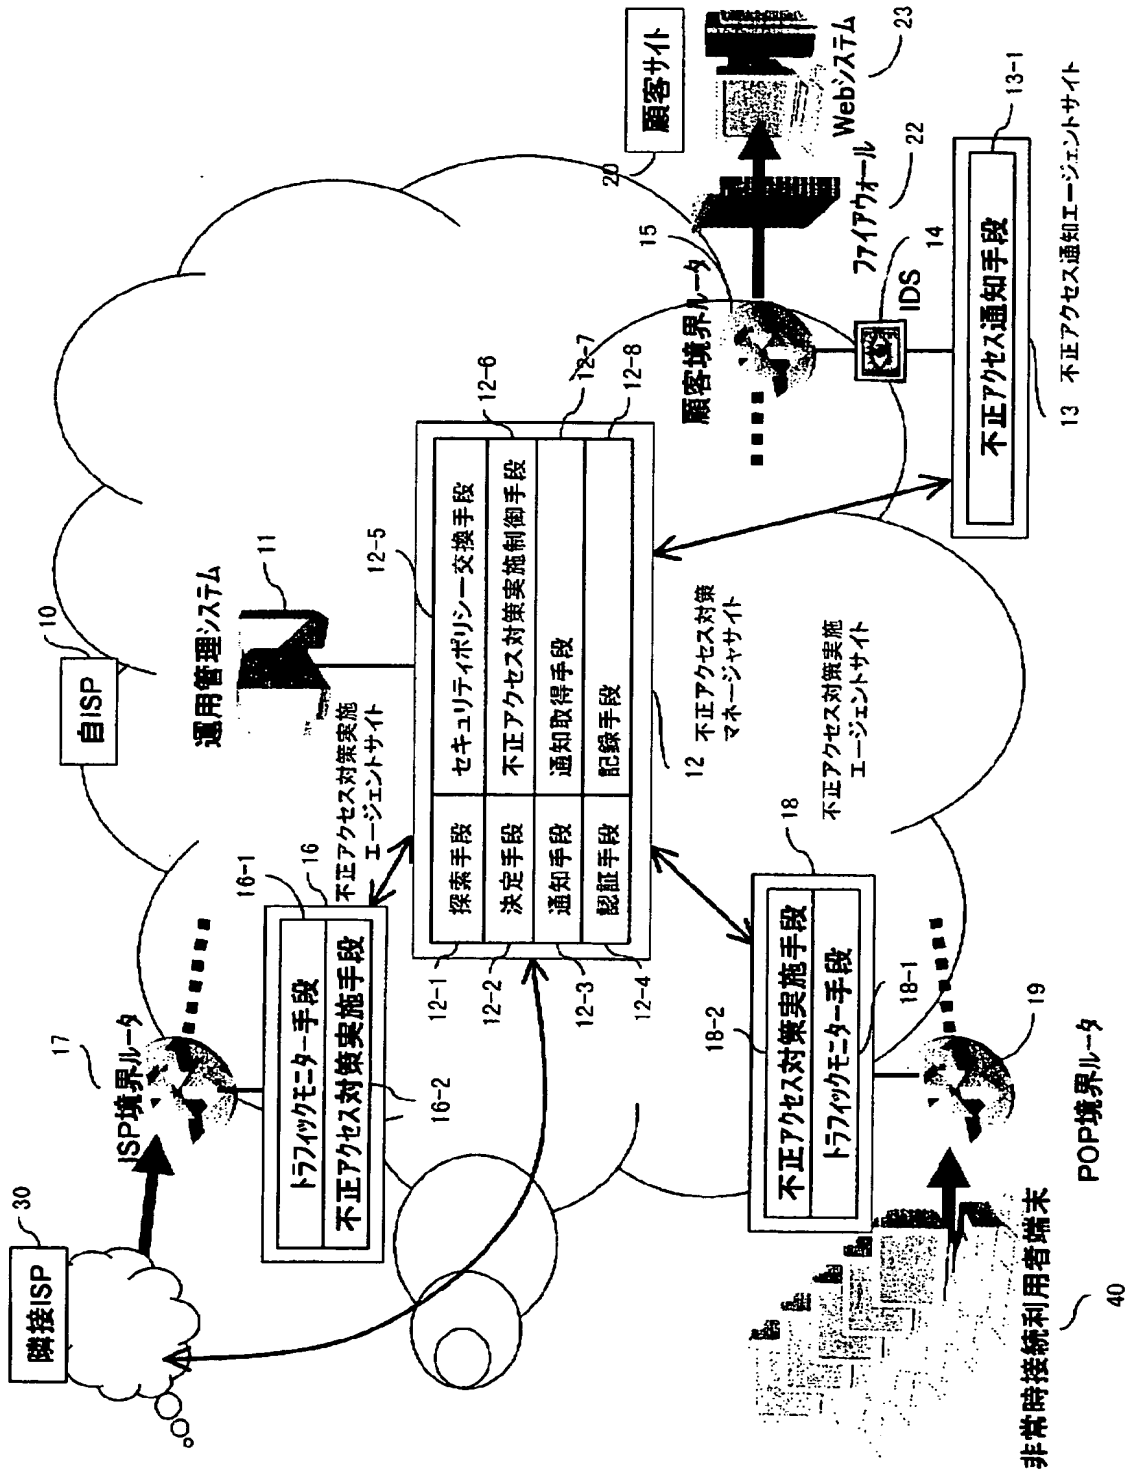 隣接ISP
30
17
ISP境界ルータ
自ISP
10
運用管理システム
11
16-1
16
不正アクセス対策実施
エージェントサイト
トラフィックモニター手段
不正アクセス対策実施手段
16-2
12-5
探索手段
セキュリティポリシー交換手段
決定手段
不正アクセス対策実施制御手段
通知手段
通知取得手段
認証手段
記録手段
12-1
12-2
12-3
12-4
12-6
12-7
12-8
12
不正アクセス対策
マネージャサイト
顧客サイト
20
15
顧客境界ルータ
Webシステム
23
ファイアウォール
22
14
IDS
不正アクセス通知手段
13-1
13
不正アクセス通知エージェントサイト
18-2
18
不正アクセス対策実施
エージェントサイト
不正アクセス対策実施手段
トラフィックモニター手段
18-1
19
POP境界ルータ
非常時接続利用者端末
40